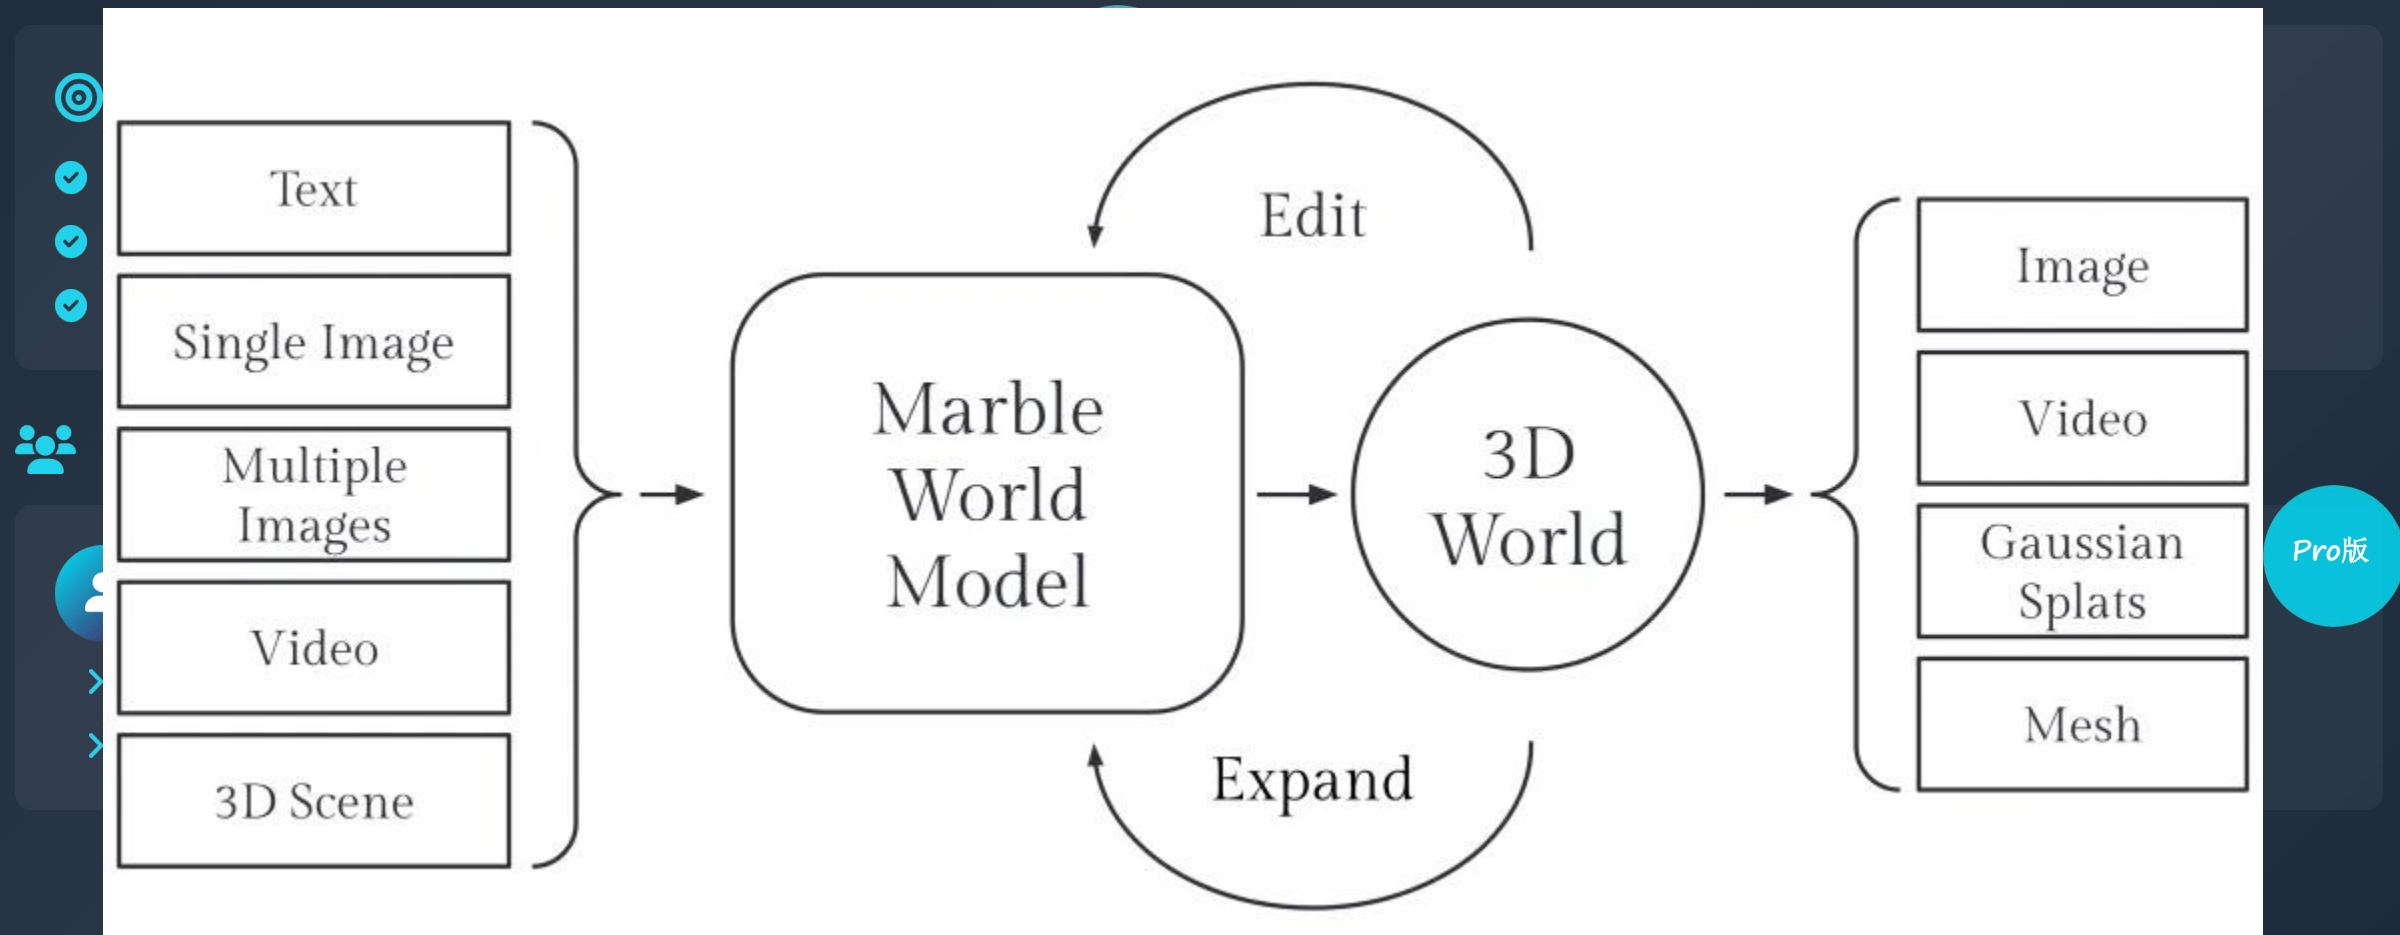 Text
Single Image
Multiple
Images
Video
3D Scene
Marble
World
Model
Edit
Expand
3D
World
Image
Video
Gaussian
Splats
Mesh
Pro版